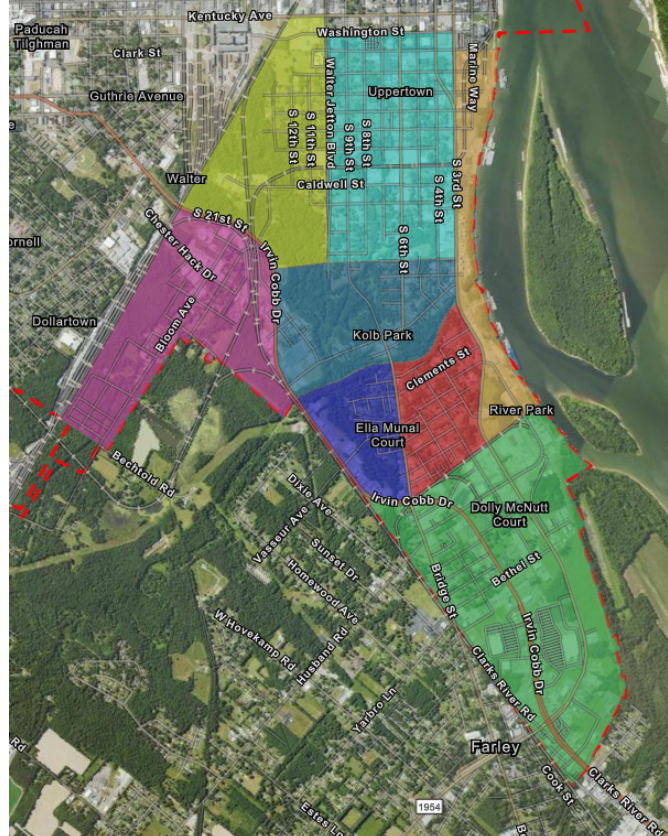 Kentucky Ave
Paducah
Tilghman
Washington St
Marine Way
Clark St
Walter Jetton Blvd
Uppertown
Guthrie Avenue
S 12th St
S 11th St
S 9th St
S 8th St
Walter
Caldwell St
S 3rd St
S 4th St
S 21st St
Chester Hack Dr
Irvin Cobb Dr
S 6th St
ornell
Dollartown
Bloom Ave
Kolb Park
Clements St
River Park
Ella Munal
Court
Bechtold Rd
Dixie Ave
Irvin Cobb Dr
Dolly McNutt
Court
Vasseur Ave
Sunset Dr
Bethel St
Homewood Ave
Bridge St
W Hovekamp Rd
Husband Rd
Irvin Cobb Dr
Clarks River Rd
Yarbro Ln
Rd
Farley
Cook St
Clarks River Rd
1954
Estes Ln
B
e